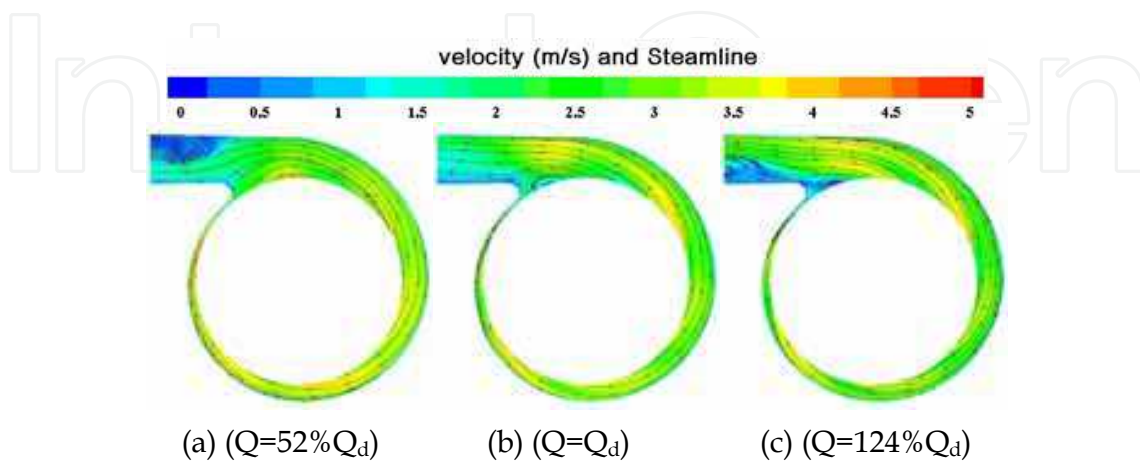 velocity (m/s) and Steamline
0 0.5 1 1.5 2 2.5 3 3.5 4 4.5 5
(a) (Q=52%Qd) (b) (Q=Qd) (c) (Q=124%Qd)